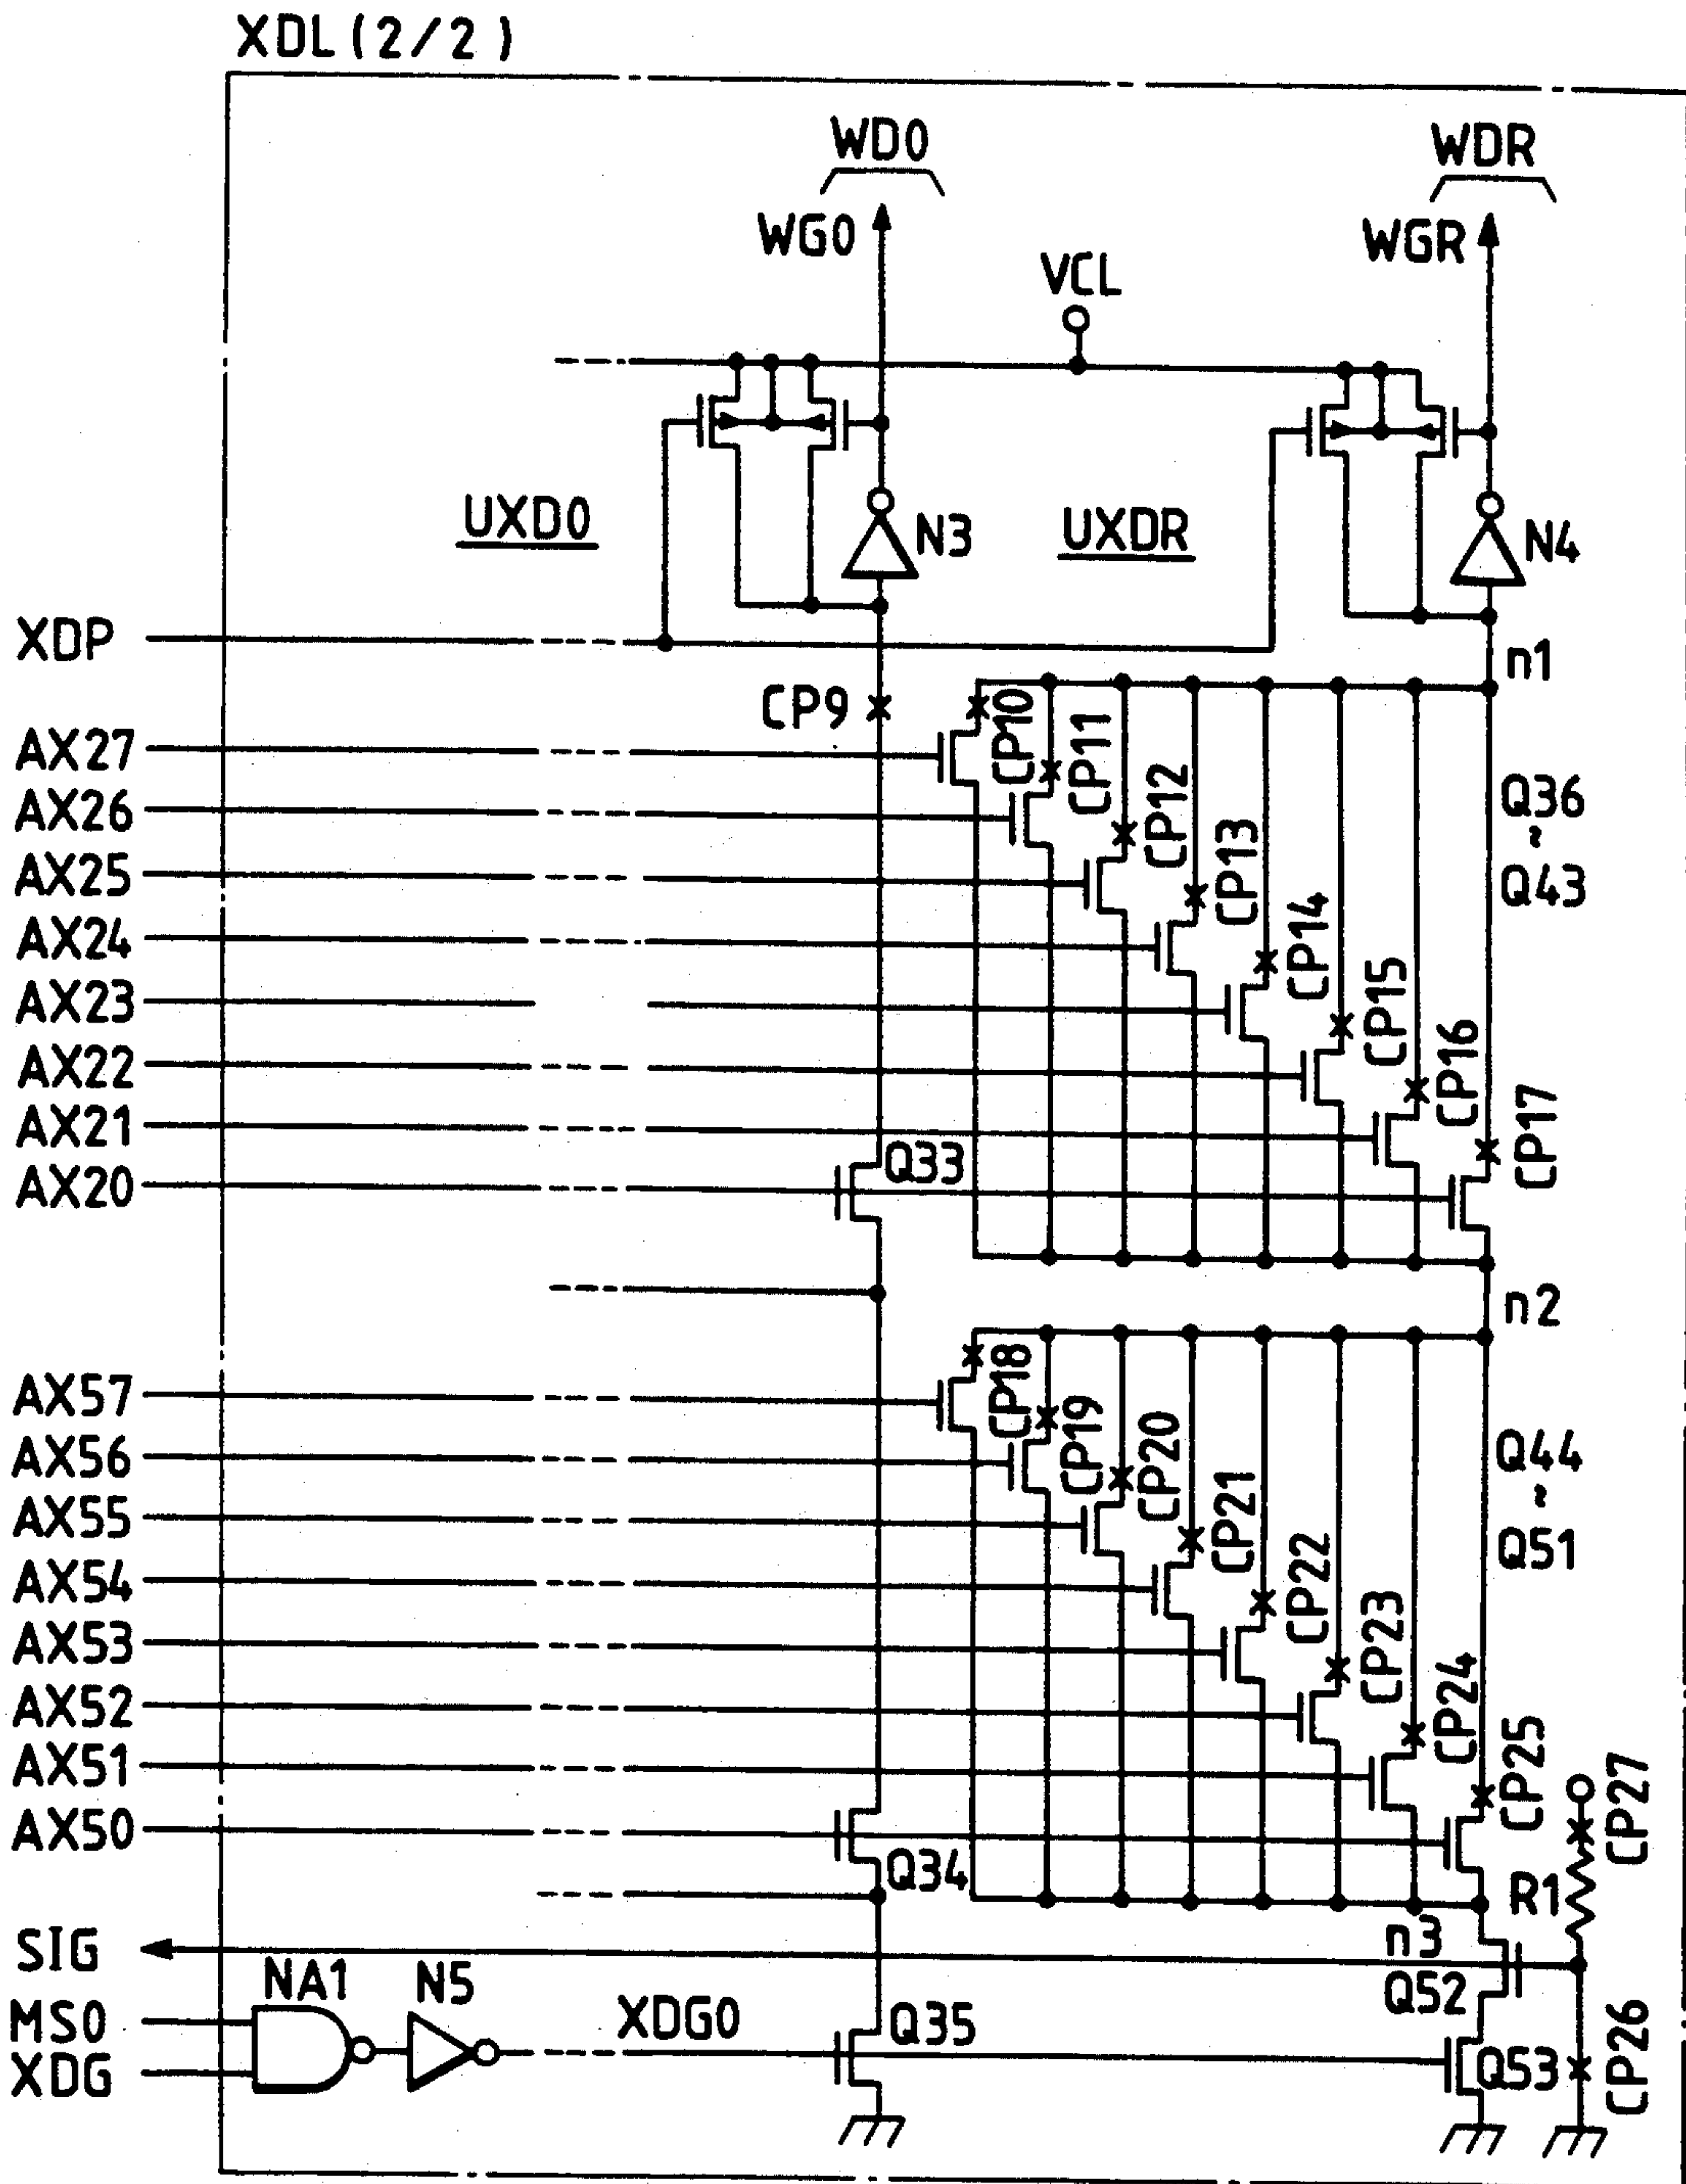 XDL(2/2)
WD0
WDR
WG0
WGR
VCL
UXD0
N3
UXDR
N4
XDP
n1
CP9
CP10
CP11
CP12
CP13
CP14
CP15
CP16
CP17
AX27
AX26
AX25
AX24
AX23
AX22
AX21
AX20
Q36
~
Q43
Q33
n2
AX57
AX56
AX55
AX54
AX53
AX52
AX51
AX50
CP18
CP19
CP20
CP21
CP22
CP23
CP24
CP25
CP27
Q44
~
Q51
Q34
R1
SIG
n3
NA1
N5
Q52
MS0
XDG0
Q35
XDG
Q53
CP26